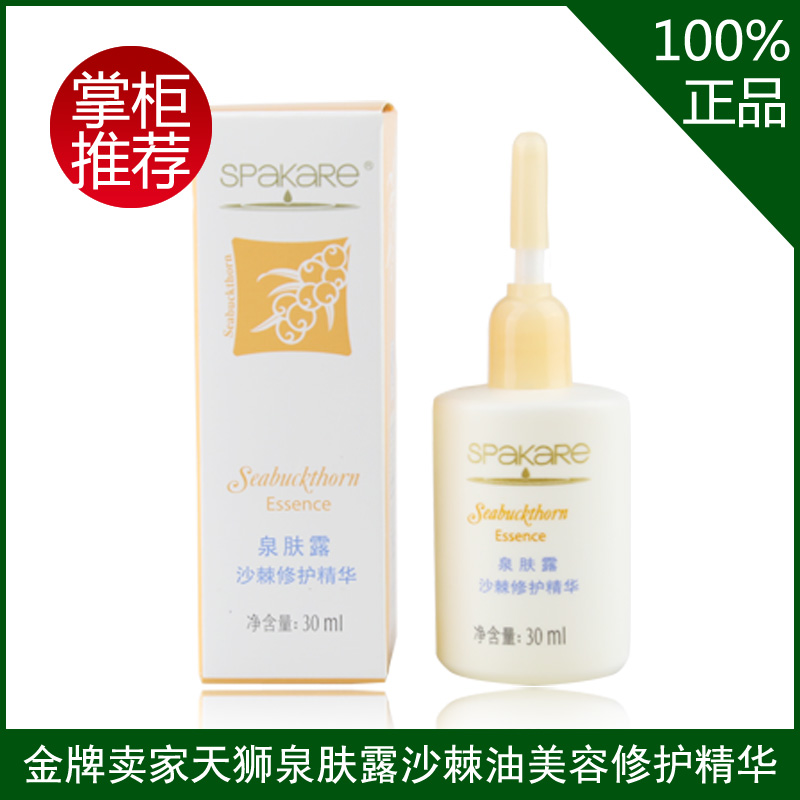 掌柜
推荐
100%
正品
SPAKARE®
Seabuckthorn
Seabuckthorn
Essence
泉肤露
沙棘修护精华
净含量:30 ml
SPAKARE
Seabuckthorn
Essence
泉肤露
沙棘修护精华
净含量:30 ml
金牌卖家天狮泉肤露沙棘油美容修护精华